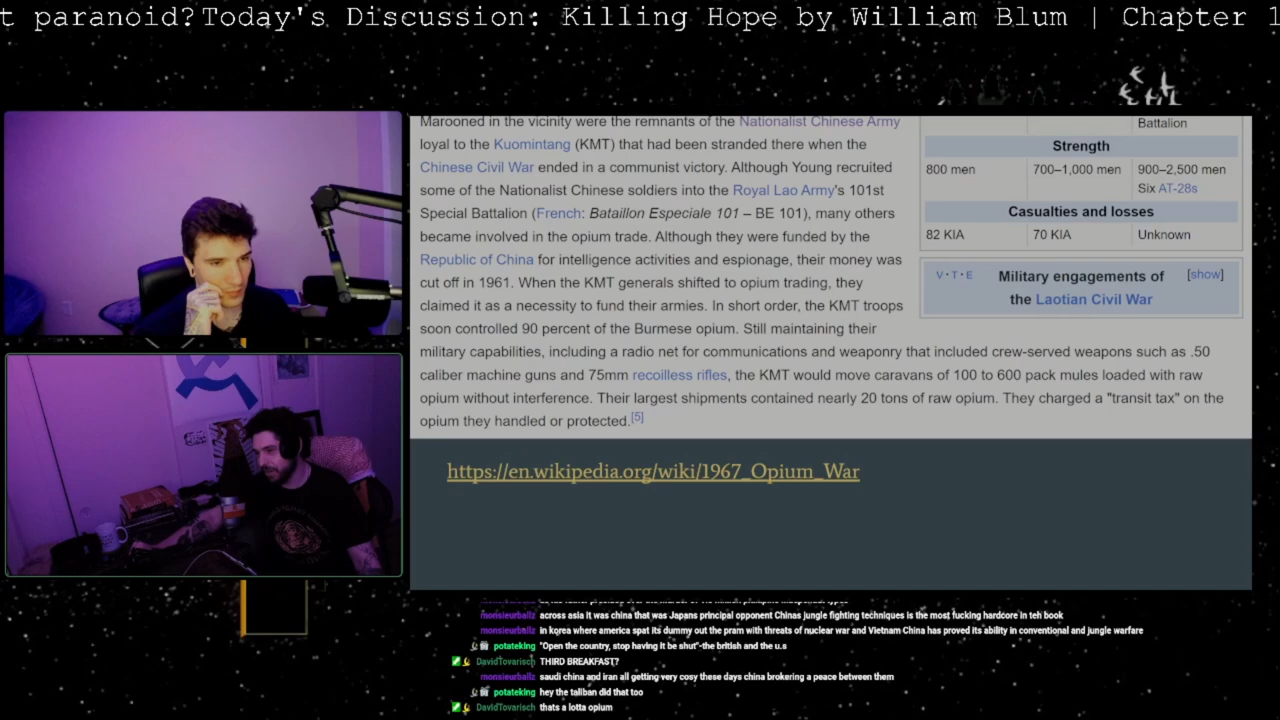 t paranoid?Today's Discussion: Killing Hope by William Blum | Chapter 1
Marooned in the vicinity were the remnants of the Nationalist Chinese Army
loyal to the Kuomintang (KMT) that had been stranded there when the
Chinese Civil War ended in a communist victory. Although Young recruited
some of the Nationalist Chinese soldiers into the Royal Lao Army's 101st
Special Battalion (French: Bataillon Especiale 101 – BE 101), many others
became involved in the opium trade. Although they were funded by the
Republic of China for intelligence activities and espionage, their money was
cut off in 1961. When the KMT generals shifted to opium trading, they
claimed it as a necessity to fund their armies. In short order, the KMT troops
soon controlled 90 percent of the Burmese opium. Still maintaining their
military capabilities, including a radio net for communications and weaponry that included crew-served weapons such as .50
caliber machine guns and 75mm recoilless rifles, the KMT would move caravans of 100 to 600 pack mules loaded with raw
opium without interference. Their largest shipments contained nearly 20 tons of raw opium. They charged a "transit tax" on the
opium they handled or protected.[5]
Battalion
Strength
800 men
700–1,000 men
900–2,500 men
Six AT-28s
Casualties and losses
82 KIA
70 KIA
Unknown
V·T·E
Military engagements of
the Laotian Civil War
[show]
https://en.wikipedia.org/wiki/1967_Opium_War
monsieurballz across asia it was china that was Japans principal opponent Chinas jungle fighting techniques is the most fucking hardcore in teh book
monsieurballz in korea where america spat its dummy out the pram with threats of nuclear war and Vietnam China has proved its ability in conventional and jungle warfare
potateking "Open the country, stop having it be shut"-the british and the u.s
DavidTovarisch THIRD BREAKFAST?
monsieurballz saudi china and iran all getting very cosy these days china brokering a peace between them
potateking hey the taliban did that too
DavidTovarisch thats a lotta opium